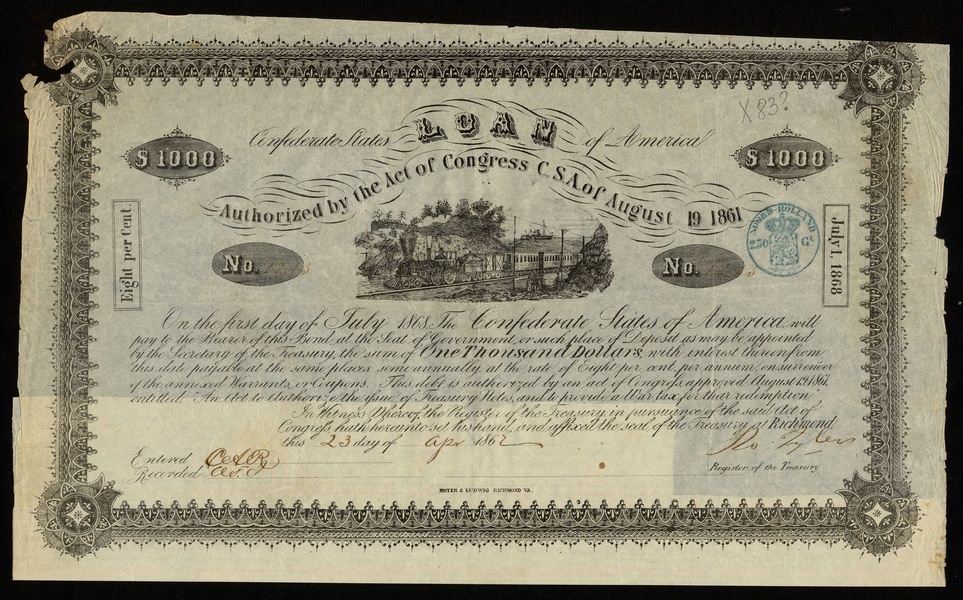 X 83?
Confederate States LOAN of America
$1000 $1000
Authorized by the Act of Congress C.S.A. of August 19 1861
Eight per Cent.
July 1, 1868
NOORD-HOLLAND
250 Ct
No. No.
On the first day of July 1868, The Confederate States of America will
pay to the Bearer of this Bond, at the Seat of Government, or such place of Deposit as may be appointed
by the Secretary of the Treasury, the sum of One Thousand Dollars, with interest thereon from
this date, payable at the same places semi annually at the rate of Eight per cent. per annum, on surrender
of the annexed Warrants, or Coupons. This debt is authorized by an act of Congress, approved August 19, 1861,
entitled "An Act to Authorize the issue of Treasury Notes, and to provide a War tax for their redemption"
In Witness Whereof, the Register of the Treasury in pursuance of the said Act of
Congress, hath hereunto set his hand, and affixed the seal of the Treasury at Richmond,
this 23 day of Apr 1862
Ro Tyler
Register of the Treasury
Entered
Recorded
HOYER & LUDWIG RICHMOND VA.